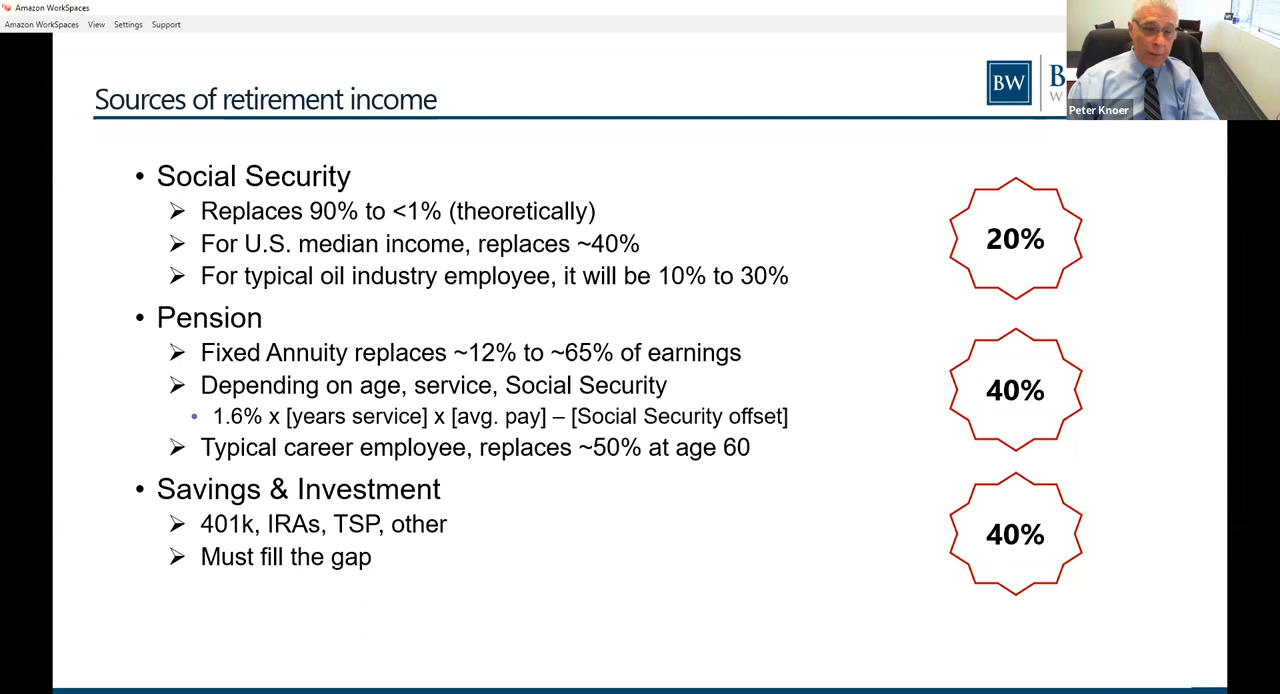 Amazon WorkSpaces
Amazon WorkSpaces View Settings Support
Sources of retirement income
BW
B
W
Peter Knoer
• Social Security
➢ Replaces 90% to <1% (theoretically)
➢ For U.S. median income, replaces ~40%
➢ For typical oil industry employee, it will be 10% to 30%
20%
• Pension
➢ Fixed Annuity replaces ~12% to ~65% of earnings
➢ Depending on age, service, Social Security
• 1.6% x [years service] x [avg. pay] – [Social Security offset]
➢ Typical career employee, replaces ~50% at age 60
40%
• Savings & Investment
➢ 401k, IRAs, TSP, other
➢ Must fill the gap
40%